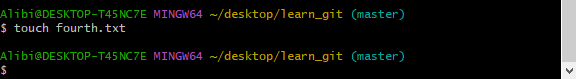 Alibi@DESKTOP-T45NC7E MINGW64 ~/desktop/learn_git (master)
$ touch fourth.txt
Alibi@DESKTOP-T45NC7E MINGW64 ~/desktop/learn_git (master)
$